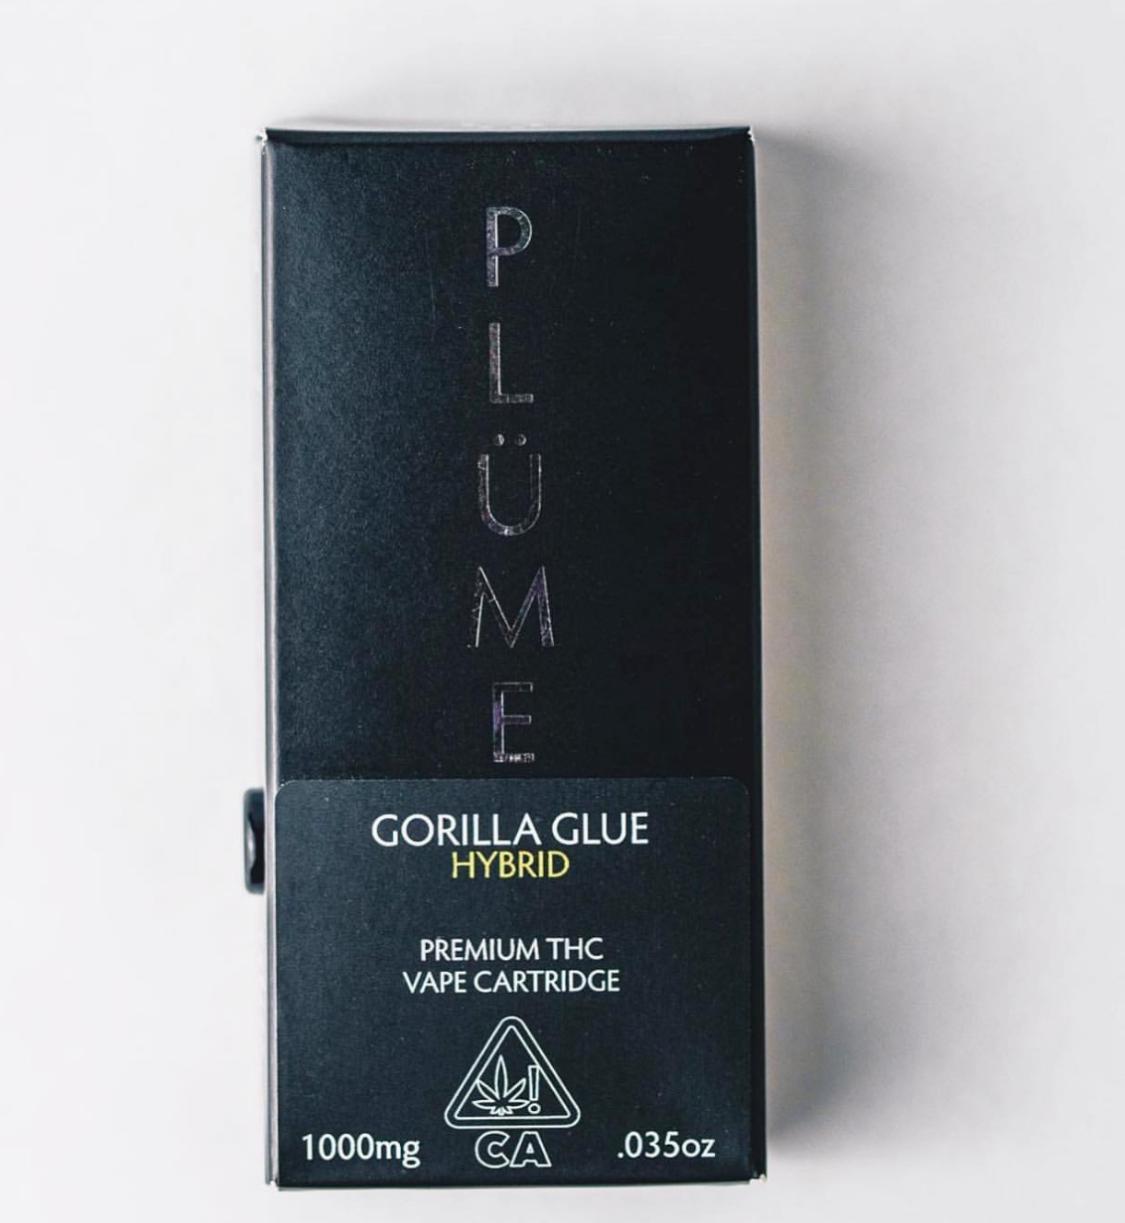 PLÜME
GORILLA GLUE
HYBRID
PREMIUM THC
VAPE CARTRIDGE
!
CA
1000mg .035oz